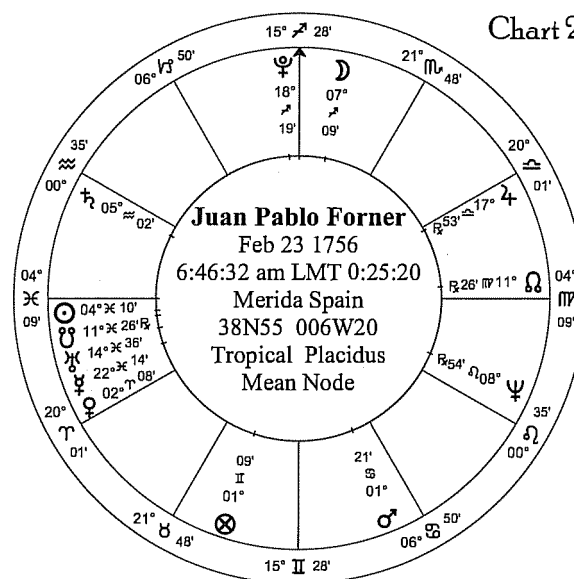 Chart 2
15° ♐ 28'
06° ♑ 50'
21° ♏ 48'
♇ 18° ♐ 19'
☽ 07° ♐ 09'
35' ♒ 00°
20° ♎ 01'
♄ 05° ♒ 02'
℞ 53' ♎ 17° ♃
Juan Pablo Forner
Feb 23 1756
6:46:32 am LMT 0:25:20
Merida Spain
38N55 006W20
Tropical Placidus
Mean Node
04° ♓ 09'
℞ 26' ♍ 11° ☊
04° ♍ 09'
☉ 04° ♓ 10'
☋ 11° ♓ 26' ℞
♅ 14° ♓ 36'
☿ 22° ♓ 14'
♀ 02° ♈ 08'
℞ 54' ♌ 08° ♆
20° ♈ 01'
35' ♌ 00°
09' ♊ 01° ⊗
21' ♋ 01° ♂
21° ♉ 48'
06° ♋ 50'
15° ♊ 28'